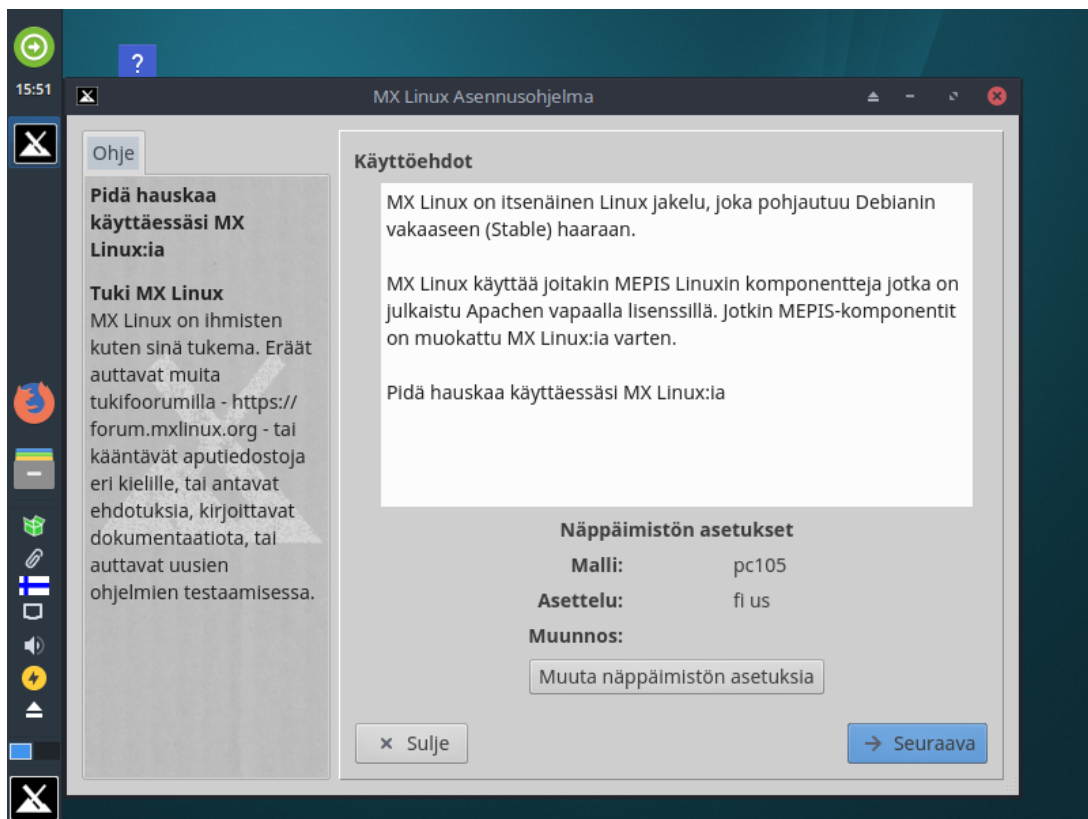 ?
15:51
MX Linux Asennusohjelma
Ohje
Pidä hauskaa
käyttäessäsi MX
Linux:ia
Tuki MX Linux
MX Linux on ihmisten
kuten sinä tukema. Eräät
auttavat muita
tukifoorumilla - https://
forum.mxlinux.org - tai
kääntävät aputiedostoja
eri kielille, tai antavat
ehdotuksia, kirjoittavat
dokumentaatiota, tai
auttavat uusien
ohjelmien testaamisessa.
Käyttöehdot
MX Linux on itsenäinen Linux jakelu, joka pohjautuu Debianin
vakaaseen (Stable) haaraan.
MX Linux käyttää joitakin MEPIS Linuxin komponentteja jotka on
julkaistu Apachen vapaalla lisenssillä. Jotkin MEPIS-komponentit
on muokattu MX Linux:ia varten.
Pidä hauskaa käyttäessäsi MX Linux:ia
Näppäimistön asetukset
Malli: pc105
Asettelu: fi us
Muunnos:
Muuta näppäimistön asetuksia
Sulje
Seuraava